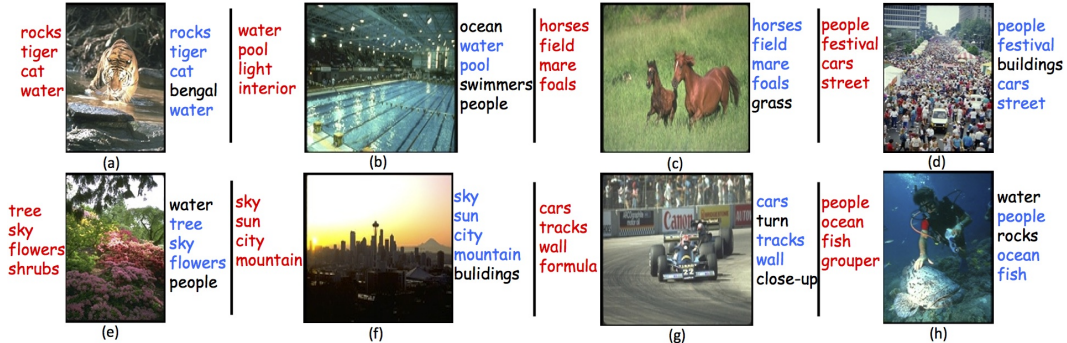 rocks
tiger
cat
water
rocks
tiger
cat
bengal
water
(a)
water
pool
light
interior
ocean
water
pool
swimmers
people
(b)
horses
field
mare
foals
horses
field
mare
foals
grass
(c)
people
festival
cars
street
people
festival
buildings
cars
street
(d)
tree
sky
flowers
shrubs
water
tree
sky
flowers
people
(e)
sky
sun
city
mountain
sky
sun
city
mountain
bulidings
(f)
cars
tracks
wall
formula
Canon
22
cars
turn
tracks
wall
close-up
(g)
people
ocean
fish
grouper
water
people
rocks
ocean
fish
(h)